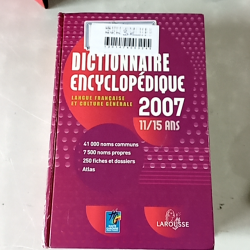 DICTIONNAIRE
ENCYCLOPÉDIQUE
LANGUE FRANÇAISE
ET CULTURE GÉNÉRALE
2007
11/15 ANS
41 000 noms communs
7 500 noms propres
250 fiches et dossiers
Atlas
LAROUSSE